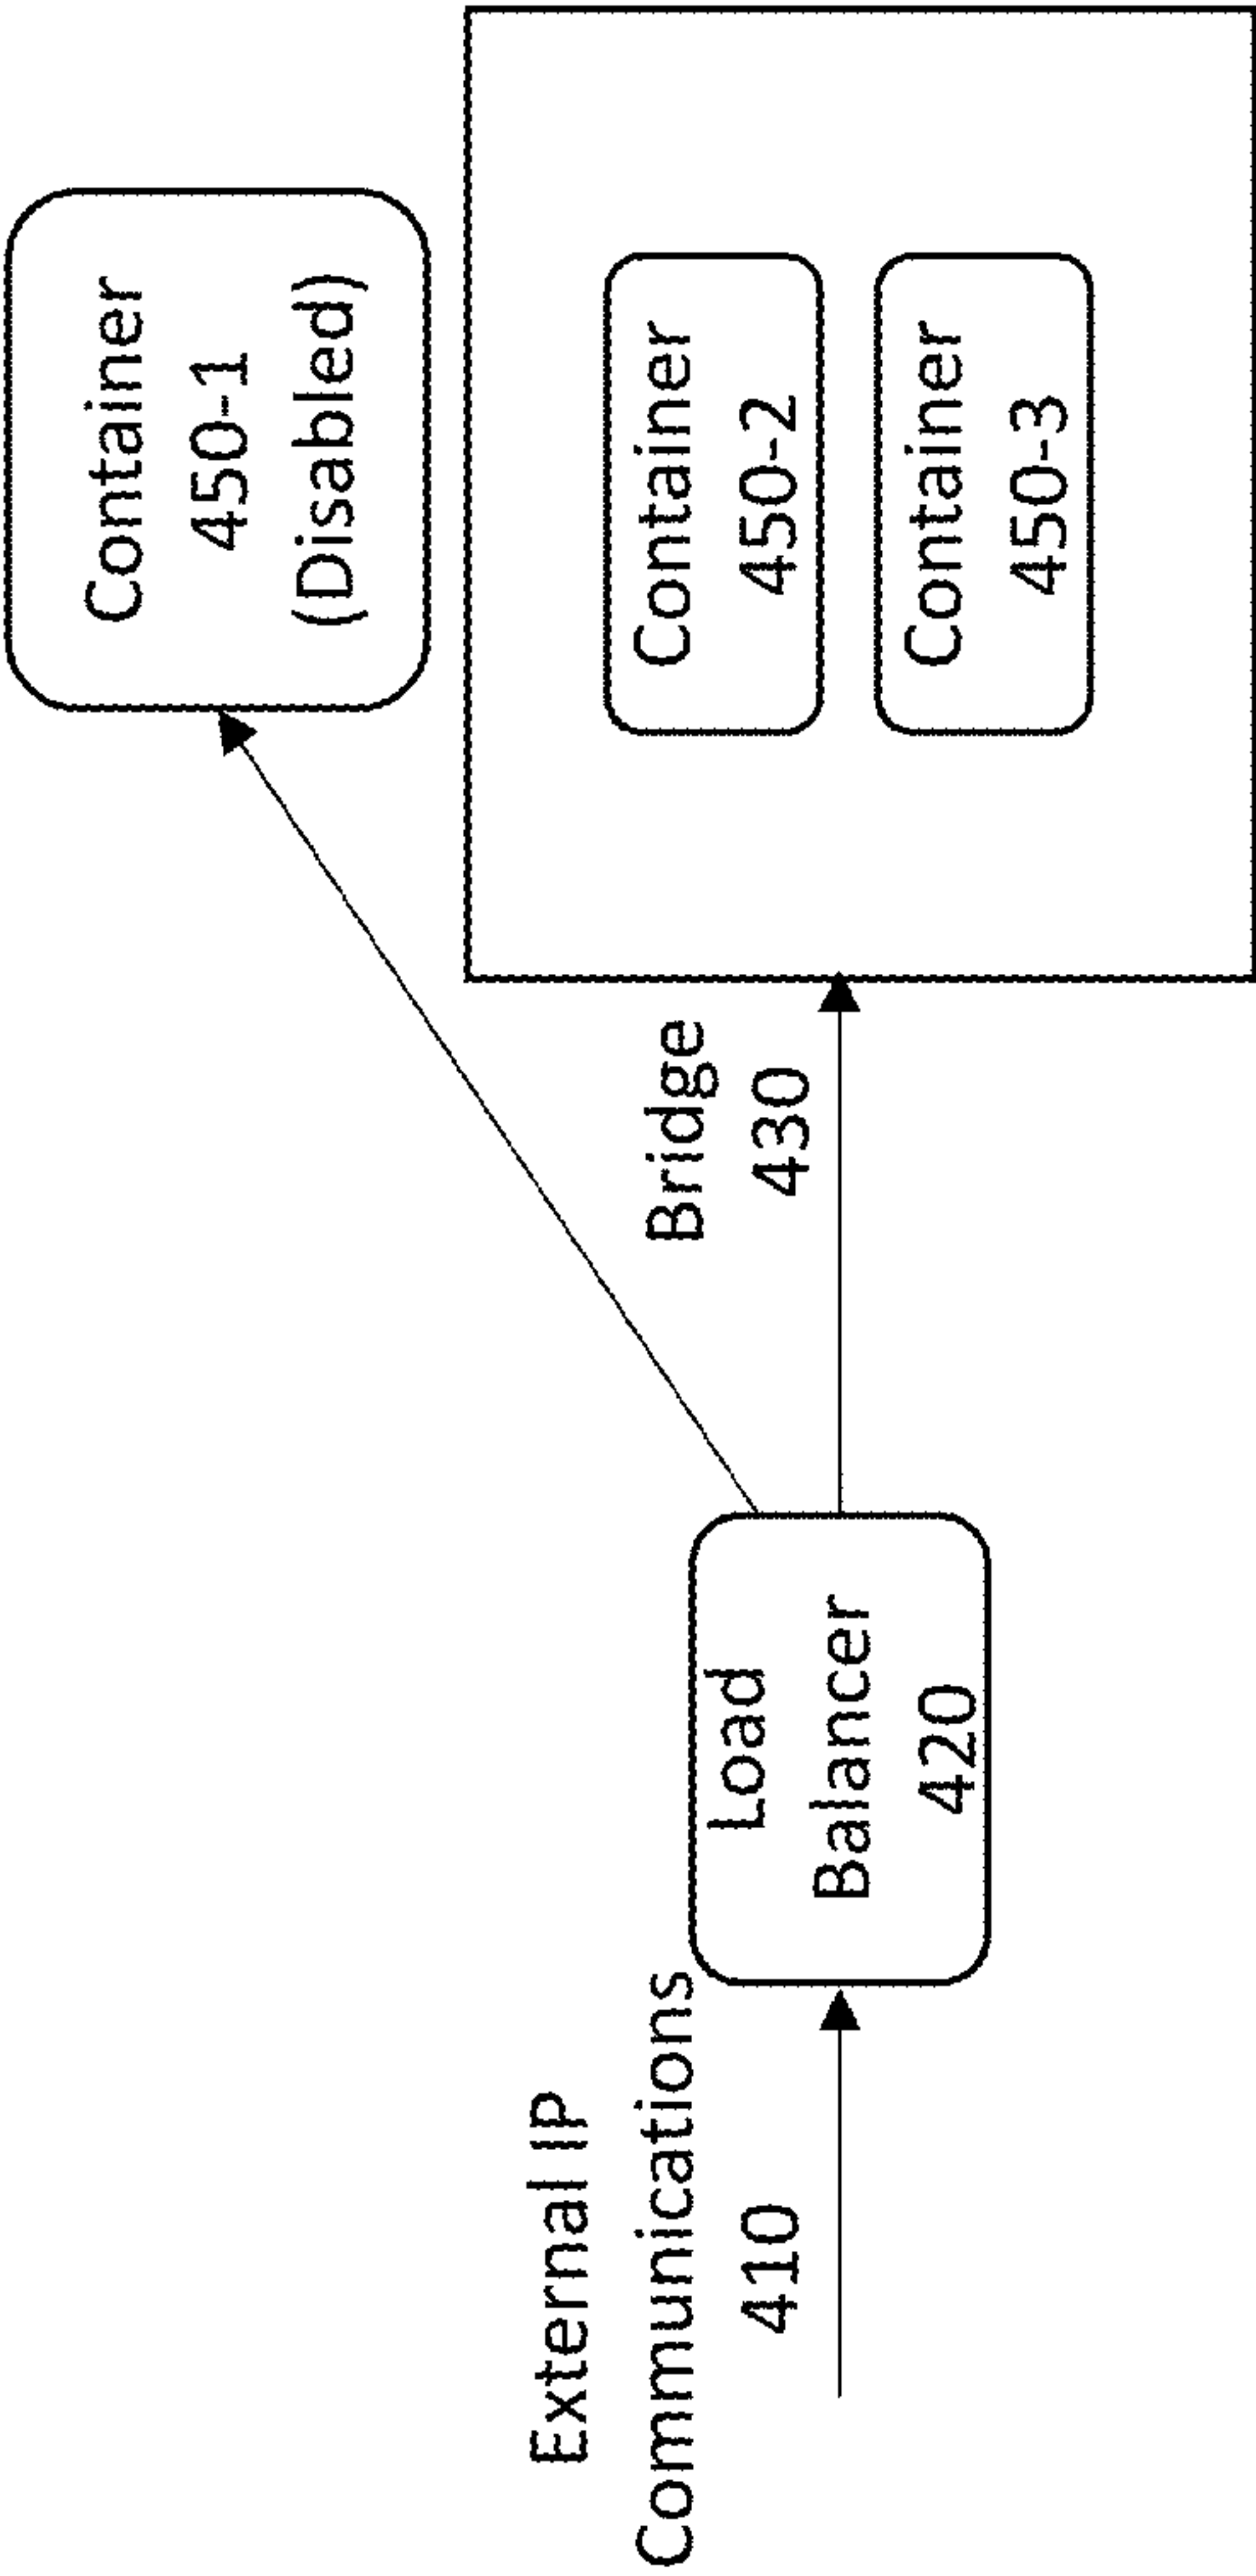 External IP
Communications
410
Load
Balancer
420
Bridge
430
Container
450-1
(Disabled)
Container
450-2
Container
450-3